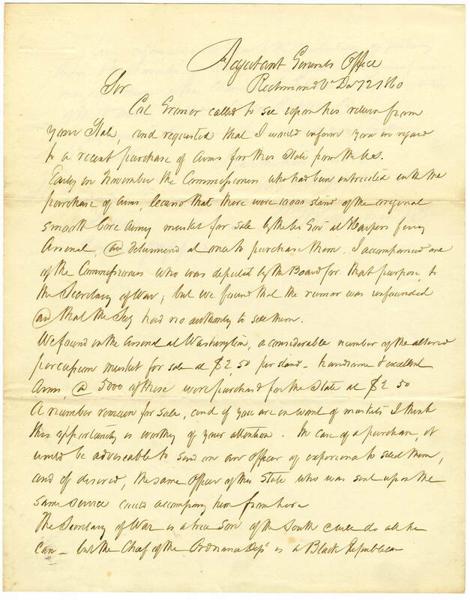 Adjutant Generals Office
Richmond Va Dec 7 1860
Sir
Col Gremor called to see upon his return from
your State, and requested that I would inform you in regard
to a recent purchase of Arms for this State from the U.S.
Early in November the Commissioners who had been entrusted with the
purchase of Arms, learned that there were 10000 stand of the original
smooth bore Army musket for sale by the U.S. Govt at Harpers ferry
Arsenal, and determined at once to purchase them. I accompanied one
of the Commissioners who was deputed by the Board for that purpose, to
the Secretary of War; but we found that the rumor was unfounded
and that the Secy had no authority to sell them.
We found in the Arsenal at Washington, a considerable number of the altered
percussion musket for sale at $2,50 per stand - handsome & excellent
Arms, & 5000 of these were purchased for the State at $2.50
A number remain for sale, and if you are in want of muskets I think
this opportunity is worthy of your attention. In case of a purchase, it
would be adviseable to send on an officer of experience to select them,
and if desired, the same officer of this State who was sent upon the
same service could accompany him from here
The Secretary of War is a true son of the South & will do all he
can - but the Chief of the Ordnance Dept is a Black Republican